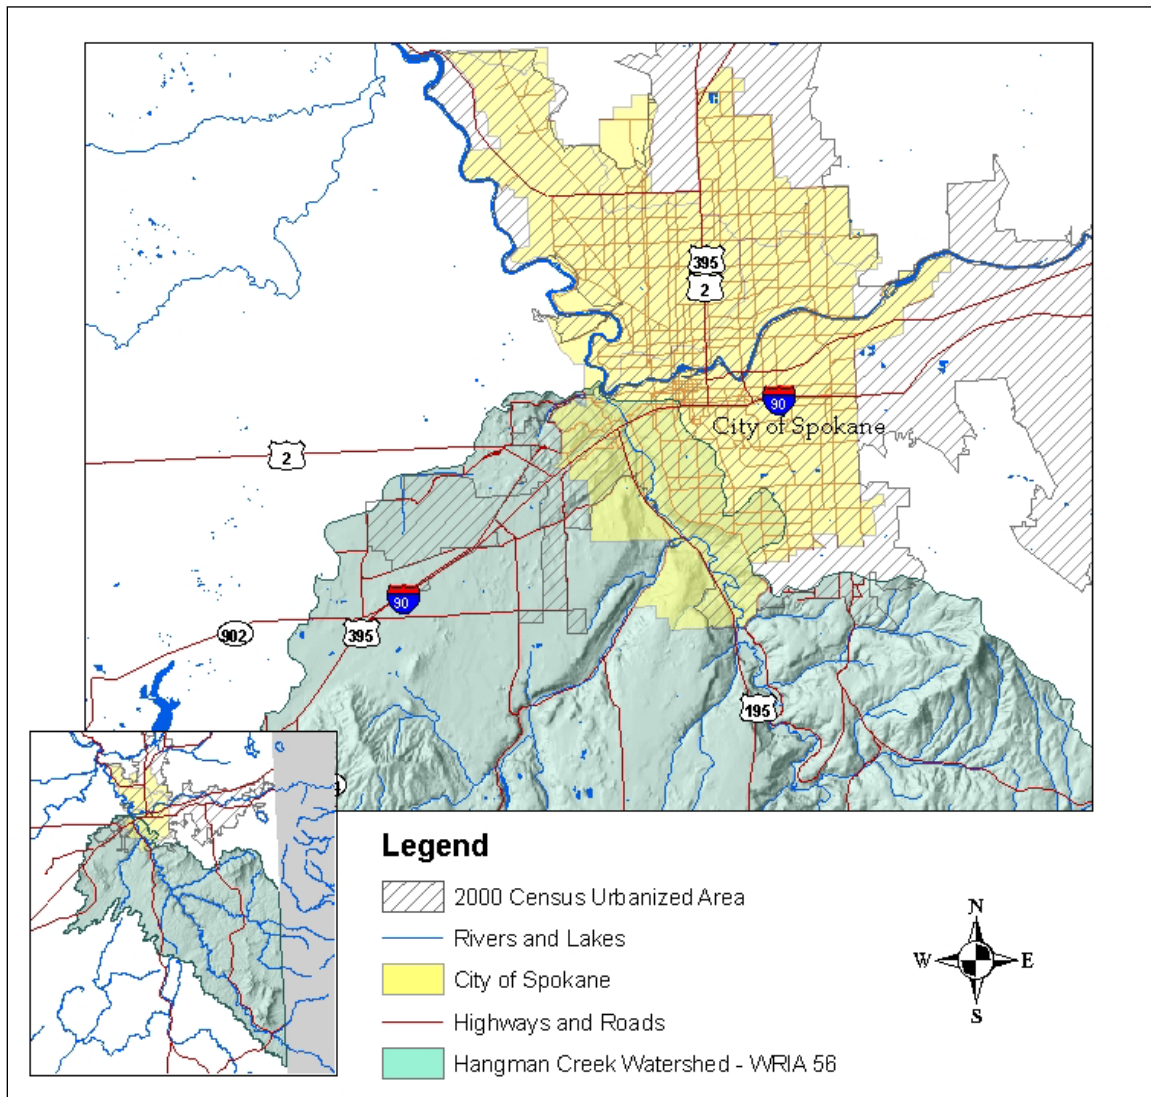 395
2
90
City of Spokane
2
90
902
395
195
Legend
2000 Census Urbanized Area
Rivers and Lakes
City of Spokane
Highways and Roads
Hangman Creek Watershed - WRIA 56
N
W
E
S